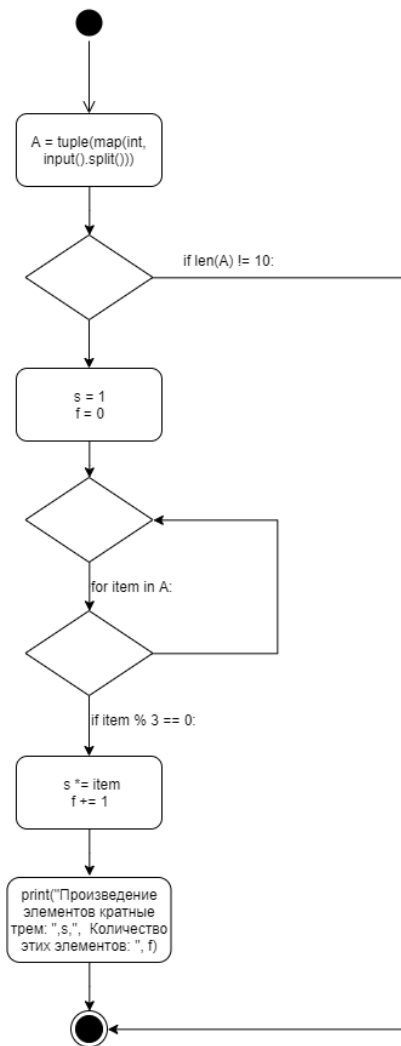 A = tuple(map(int,
input().split()))
if len(A) != 10:
s = 1
f = 0
for item in A:
if item % 3 == 0:
s *= item
f += 1
print("Произведение
элементов кратные
трем: ",s,",  Количество
этих элементов: ", f)